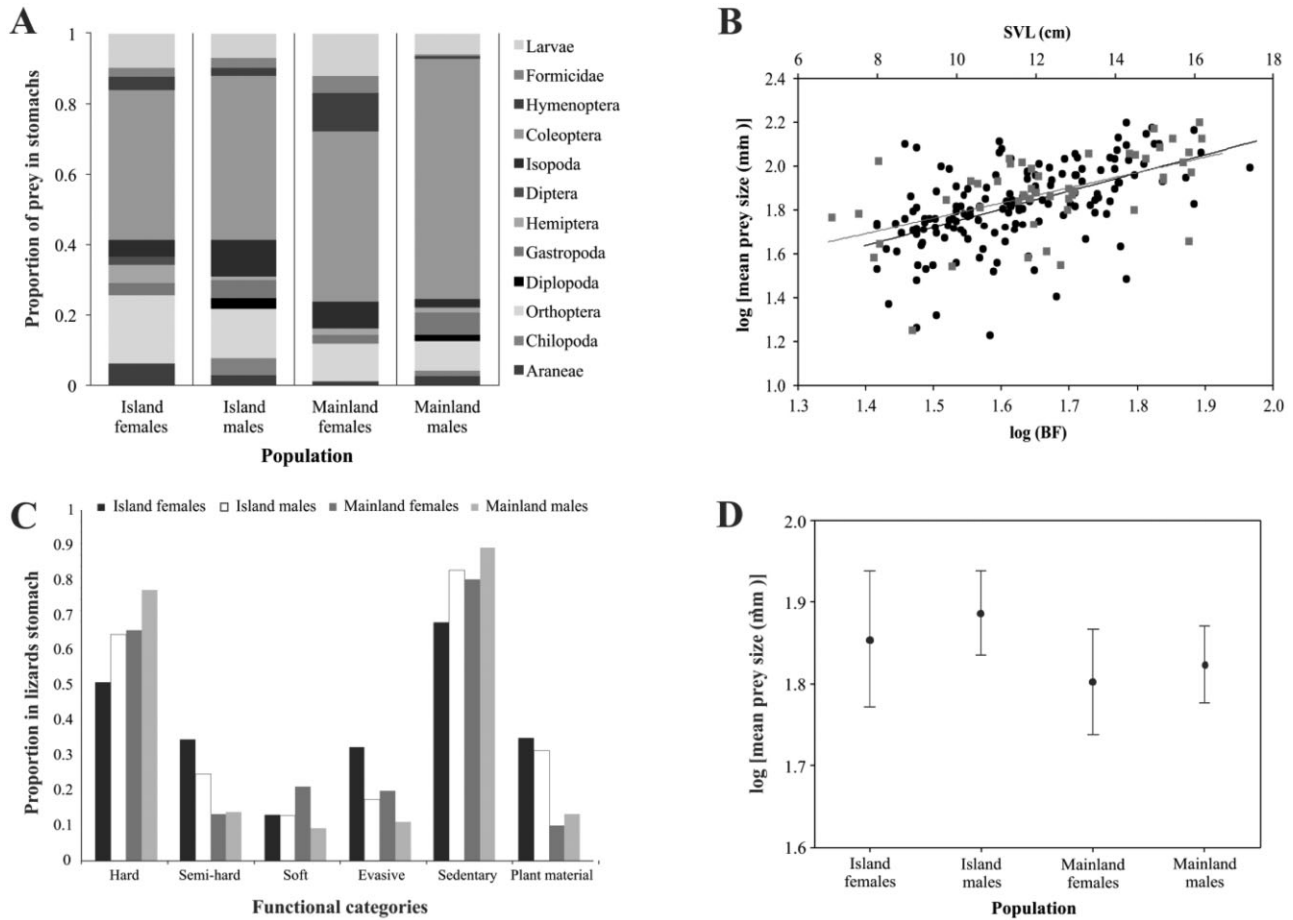 A
Proportion of prey in stomachs
1
0.8
0.6
0.4
0.2
0
Island
females
Island
males
Mainland
females
Mainland
males
Population
Larvae
Formicidae
Hymenoptera
Coleoptera
Isopoda
Diptera
Hemiptera
Gastropoda
Diplopoda
Orthoptera
Chilopoda
Araneae
B
SVL (cm)
6 8 10 12 14 16 18
log [mean prey size (mm )]
2.4
2.2
2.0
1.8
1.6
1.4
1.2
1.0
1.3 1.4 1.5 1.6 1.7 1.8 1.9 2.0
log (BF)
C
Island females Island males Mainland females Mainland males
Proportion in lizards stomach
1
0.9
0.8
0.7
0.6
0.5
0.4
0.3
0.2
0.1
0
Hard Semi-hard Soft Evasive Sedentary Plant material
Functional categories
D
log [mean prey size (mm )]
2.0
1.9
1.8
1.7
1.6
Island
females
Island
males
Mainland
females
Mainland
males
Population